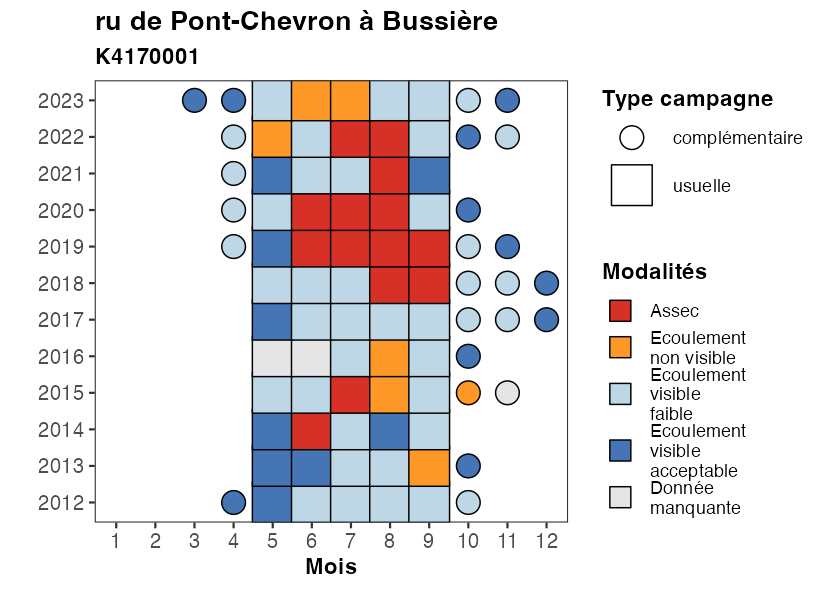 ru de Pont-Chevron à Bussière
K4170001
2023
2022
2021
2020
2019
2018
2017
2016
2015
2014
2013
2012
1 2 3 4 5 6 7 8 9 10 11 12
Mois
Type campagne
complémentaire
usuelle
Modalités
Assec
Ecoulement
non visible
Ecoulement
visible
faible
Ecoulement
visible
acceptable
Donnée
manquante